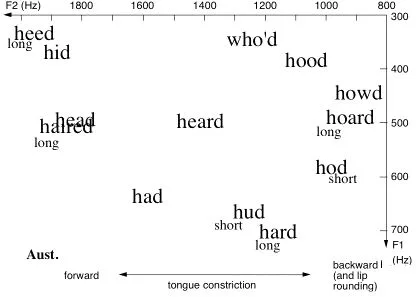 F2 (Hz)
1800 1600 1400 1200 1000 800
300
heed
long
hid
who'd
hood
400
howd
head
haired
long
heard
hoard
long
500
hod
short
600
had
hud
short
hard
long
700
F1
(Hz)
Aust.
forward
tongue constriction
backward
(and lip
rounding)